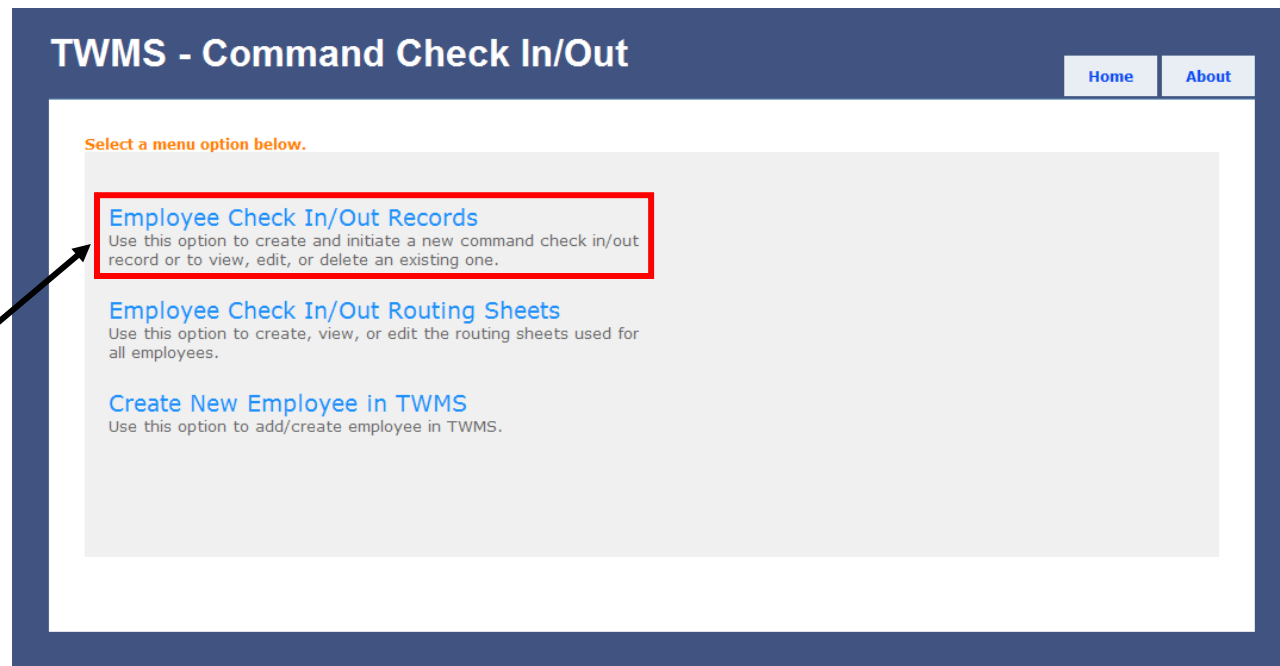 TWMS - Command Check In/Out
Home About
Select a menu option below.
Employee Check In/Out Records
Use this option to create and initiate a new command check in/out
record or to view, edit, or delete an existing one.
Employee Check In/Out Routing Sheets
Use this option to create, view, or edit the routing sheets used for
all employees.
Create New Employee in TWMS
Use this option to add/create employee in TWMS.